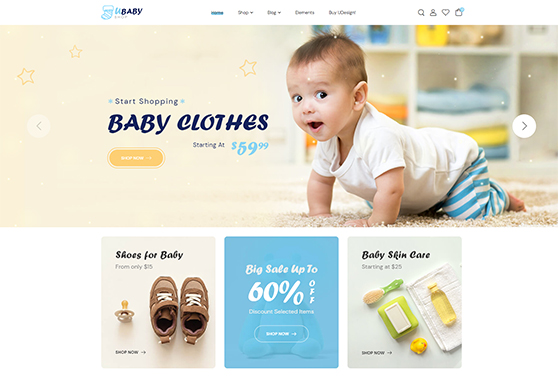 UBABY
SHOP
Home
Shop
Blog
Elements
Buy UDesign!
Start Shopping
BABY CLOTHES
Starting At $59.99
SHOP NOW
Shoes for Baby
From only $15
SHOP NOW
Big Sale Up To
60% OFF
Discount Selected Items
SHOP NOW
Baby Skin Care
Starting at $25
SHOP NOW